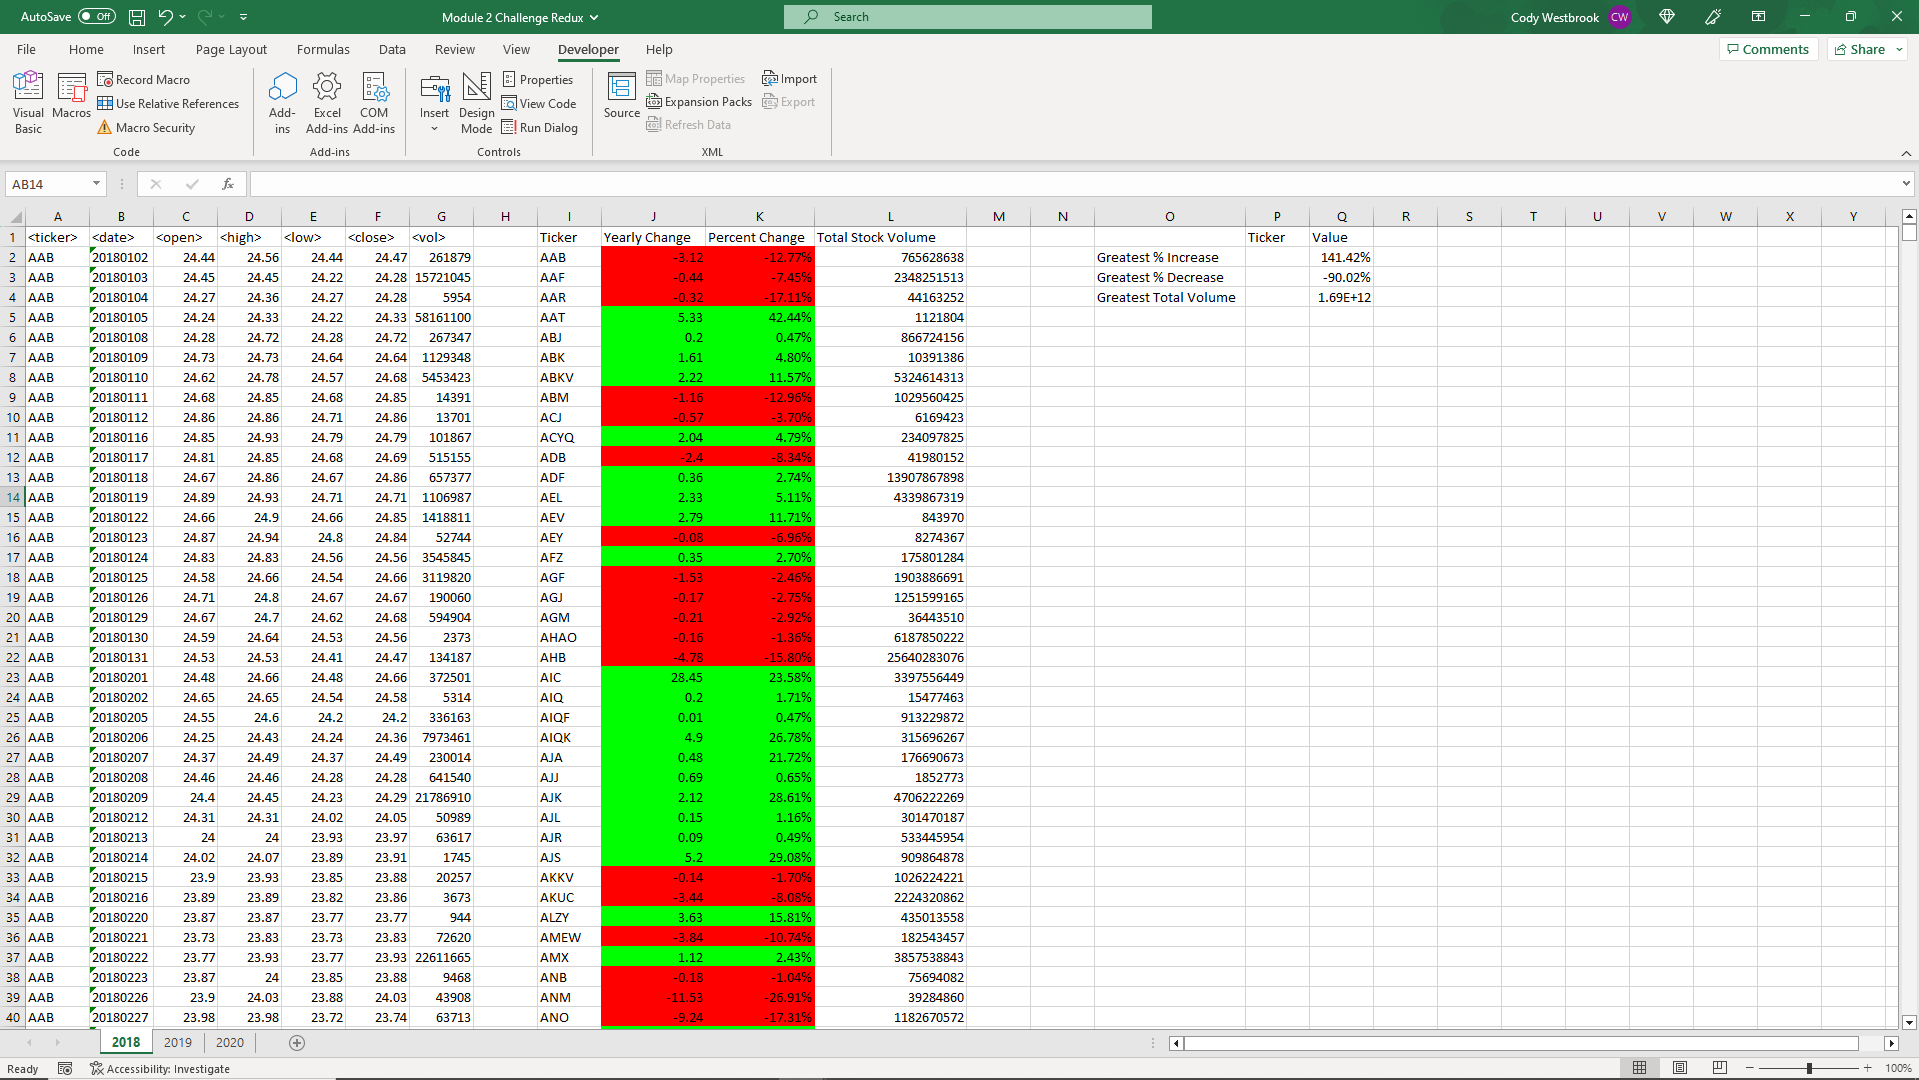 AutoSave Off Module 2 Challenge Redux Search Cody Westbrook CW
File Home Insert Page Layout Formulas Data Review View Developer Help Comments Share
Visual Basic Macros Record Macro Use Relative References Macro Security
Add-ins Excel Add-ins COM Add-ins
Insert Design Mode Properties View Code Run Dialog
Source Map Properties Expansion Packs Refresh Data Import Export
Code Add-ins Controls XML
AB14 fx
A B C D E F G H I J K L M N O P Q R S T U V W X Y
1 <ticker> <date> <open> <high> <low> <close> <vol> Ticker Yearly Change Percent Change Total Stock Volume Ticker Value
2 AAB 20180102 24.44 24.56 24.44 24.47 261879 AAB -3.12 -12.77% 765628638 Greatest % Increase 141.42%
3 AAB 20180103 24.45 24.45 24.22 24.28 15721045 AAF -0.44 -7.45% 2348251513 Greatest % Decrease -90.02%
4 AAB 20180104 24.27 24.36 24.27 24.28 5954 AAR -0.32 -17.11% 44163252 Greatest Total Volume 1.69E+12
5 AAB 20180105 24.24 24.33 24.22 24.33 58161100 AAT 5.33 42.44% 1121804
6 AAB 20180108 24.28 24.72 24.28 24.72 267347 ABJ 0.2 0.47% 866724156
7 AAB 20180109 24.73 24.73 24.64 24.64 1129348 ABK 1.61 4.80% 10391386
8 AAB 20180110 24.62 24.78 24.57 24.68 5453423 ABKV 2.22 11.57% 5324614313
9 AAB 20180111 24.68 24.85 24.68 24.85 14391 ABM -1.16 -12.96% 1029560425
10 AAB 20180112 24.86 24.86 24.71 24.86 13701 ACJ -0.57 -3.70% 6169423
11 AAB 20180116 24.85 24.93 24.79 24.79 101867 ACYQ 2.04 4.79% 234097825
12 AAB 20180117 24.81 24.85 24.68 24.69 515155 ADB -2.4 -8.34% 41980152
13 AAB 20180118 24.67 24.86 24.67 24.86 657377 ADF 0.36 2.74% 13907867898
14 AAB 20180119 24.89 24.93 24.71 24.71 1106987 AEL 2.33 5.11% 4339867319
15 AAB 20180122 24.66 24.9 24.66 24.85 1418811 AEV 2.79 11.71% 843970
16 AAB 20180123 24.87 24.94 24.8 24.84 52744 AEY -0.08 -6.96% 8274367
17 AAB 20180124 24.83 24.83 24.56 24.56 3545845 AFZ 0.35 2.70% 175801284
18 AAB 20180125 24.58 24.66 24.54 24.66 3119820 AGF -1.53 -2.46% 1903886691
19 AAB 20180126 24.71 24.8 24.67 24.67 190060 AGJ -0.17 -2.75% 1251599165
20 AAB 20180129 24.67 24.7 24.62 24.68 594904 AGM -0.21 -2.92% 36443510
21 AAB 20180130 24.59 24.64 24.53 24.56 2373 AHAO -0.16 -1.36% 6187850222
22 AAB 20180131 24.53 24.53 24.41 24.47 134187 AHB -4.78 -15.80% 25640283076
23 AAB 20180201 24.48 24.66 24.48 24.66 372501 AIC 28.45 23.58% 3397556449
24 AAB 20180202 24.65 24.65 24.54 24.58 5314 AIQ 0.2 1.71% 15477463
25 AAB 20180205 24.55 24.6 24.2 24.2 336163 AIQF 0.01 0.47% 913229872
26 AAB 20180206 24.25 24.43 24.24 24.36 7973461 AIQK 4.9 26.78% 315696267
27 AAB 20180207 24.37 24.49 24.37 24.49 230014 AJA 0.48 21.72% 176690673
28 AAB 20180208 24.46 24.46 24.28 24.28 641540 AJJ 0.69 0.65% 1852773
29 AAB 20180209 24.4 24.45 24.23 24.29 21786910 AJK 2.12 28.61% 4706222269
30 AAB 20180212 24.31 24.31 24.02 24.05 50989 AJL 0.15 1.16% 301470187
31 AAB 20180213 24 24 23.93 23.97 63617 AJR 0.09 0.49% 533445954
32 AAB 20180214 24.02 24.07 23.89 23.91 1745 AJS 5.2 29.08% 909864878
33 AAB 20180215 23.9 23.93 23.85 23.88 20257 AKKV -0.14 -1.70% 1026224221
34 AAB 20180216 23.89 23.89 23.82 23.86 3673 AKUC -3.44 -8.08% 2224320862
35 AAB 20180220 23.87 23.87 23.77 23.77 944 ALZY 3.63 15.81% 435013558
36 AAB 20180221 23.73 23.83 23.73 23.83 72620 AMEW -3.84 -10.74% 182543457
37 AAB 20180222 23.77 23.93 23.77 23.93 22611665 AMX 1.12 2.43% 3857538843
38 AAB 20180223 23.87 24 23.85 23.88 9468 ANB -0.18 -1.04% 75694082
39 AAB 20180226 23.9 24.03 23.88 24.03 43908 ANM -11.53 -26.91% 39284860
40 AAB 20180227 23.98 23.98 23.72 23.74 63713 ANO -9.24 -17.31% 1182670572
2018 2019 2020
Ready Accessibility: Investigate 100%